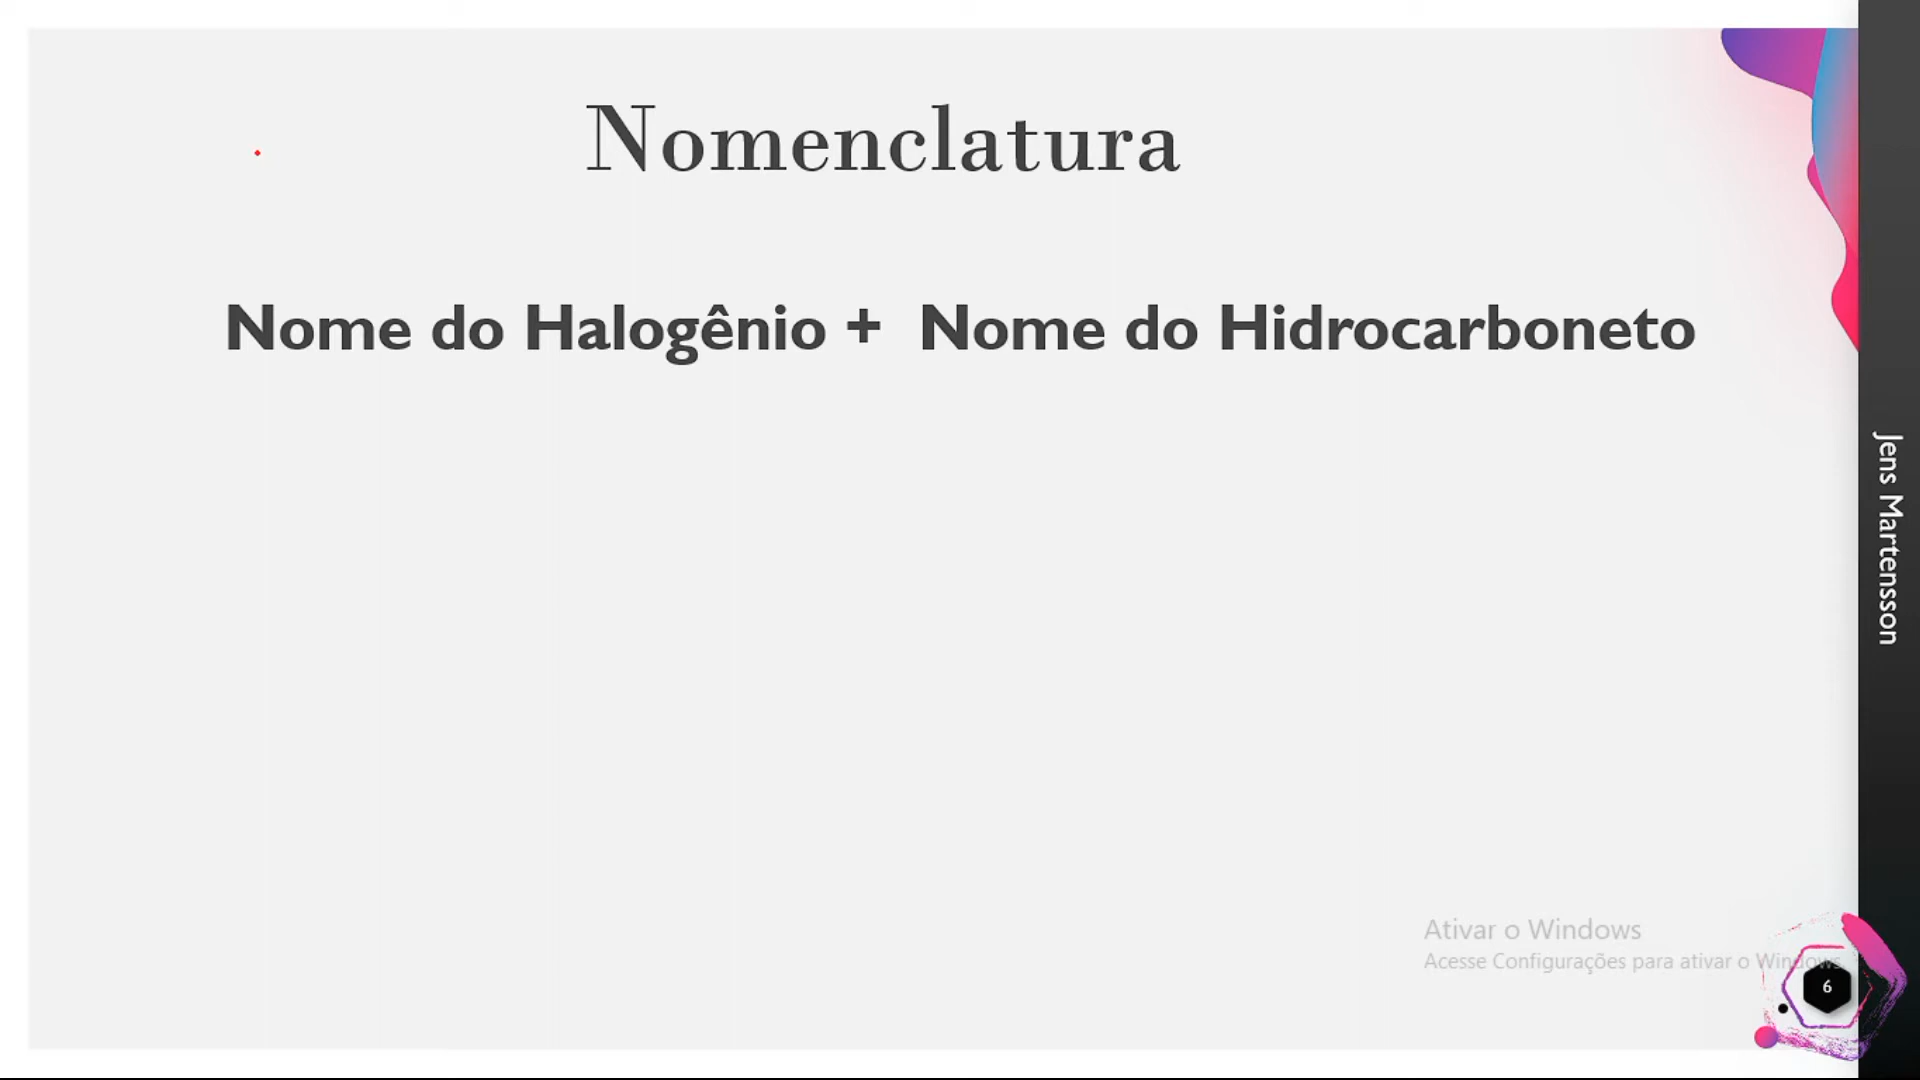 Nomenclatura
Nome do Halogênio + Nome do Hidrocarboneto
Jens Martensson
Ativar o Windows
Acesse Configurações para ativar o Windows.
6